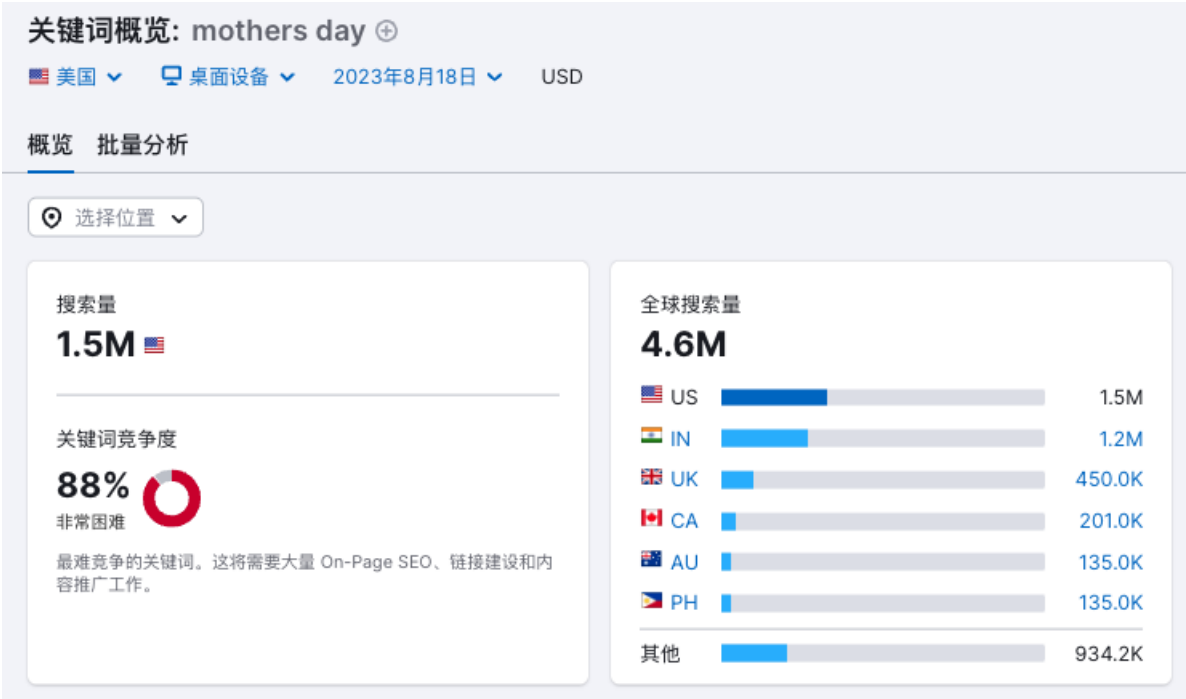 关键词概览: mothers day
美国 桌面设备 2023年8月18日 USD
概览 批量分析
选择位置
搜索量
1.5M
关键词竞争度
88%
非常困难
最难竞争的关键词。这将需要大量 On-Page SEO、链接建设和内
容推广工作。
全球搜索量
4.6M
US 1.5M
IN 1.2M
UK 450.0K
CA 201.0K
AU 135.0K
PH 135.0K
其他 934.2K